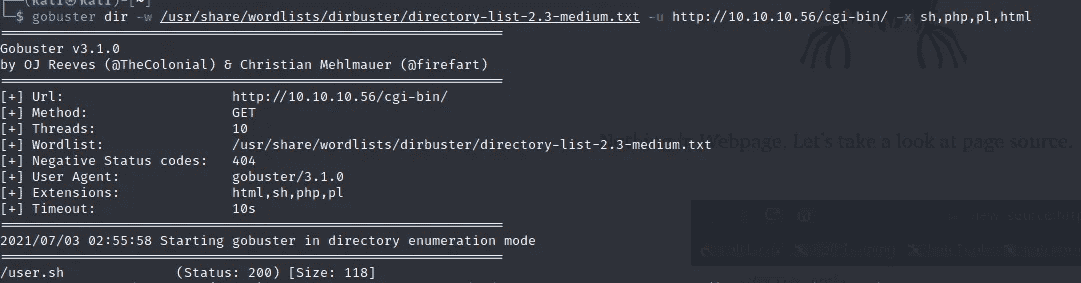 (kali㉿kali)-[~]
$ gobuster dir -w /usr/share/wordlists/dirbuster/directory-list-2.3-medium.txt -u http://10.10.10.56/cgi-bin/ -x sh,php,pl,html
Gobuster v3.1.0
by OJ Reeves (@TheColonial) & Christian Mehlmauer (@firefart)
[+] Url: http://10.10.10.56/cgi-bin/
[+] Method: GET
[+] Threads: 10
[+] Wordlist: /usr/share/wordlists/dirbuster/directory-list-2.3-medium.txt
[+] Negative Status codes: 404
[+] User Agent: gobuster/3.1.0
[+] Extensions: html,sh,php,pl
[+] Timeout: 10s
2021/07/03 02:55:58 Starting gobuster in directory enumeration mode
/user.sh (Status: 200) [Size: 118]
Webpage. Let's take a look at page source.